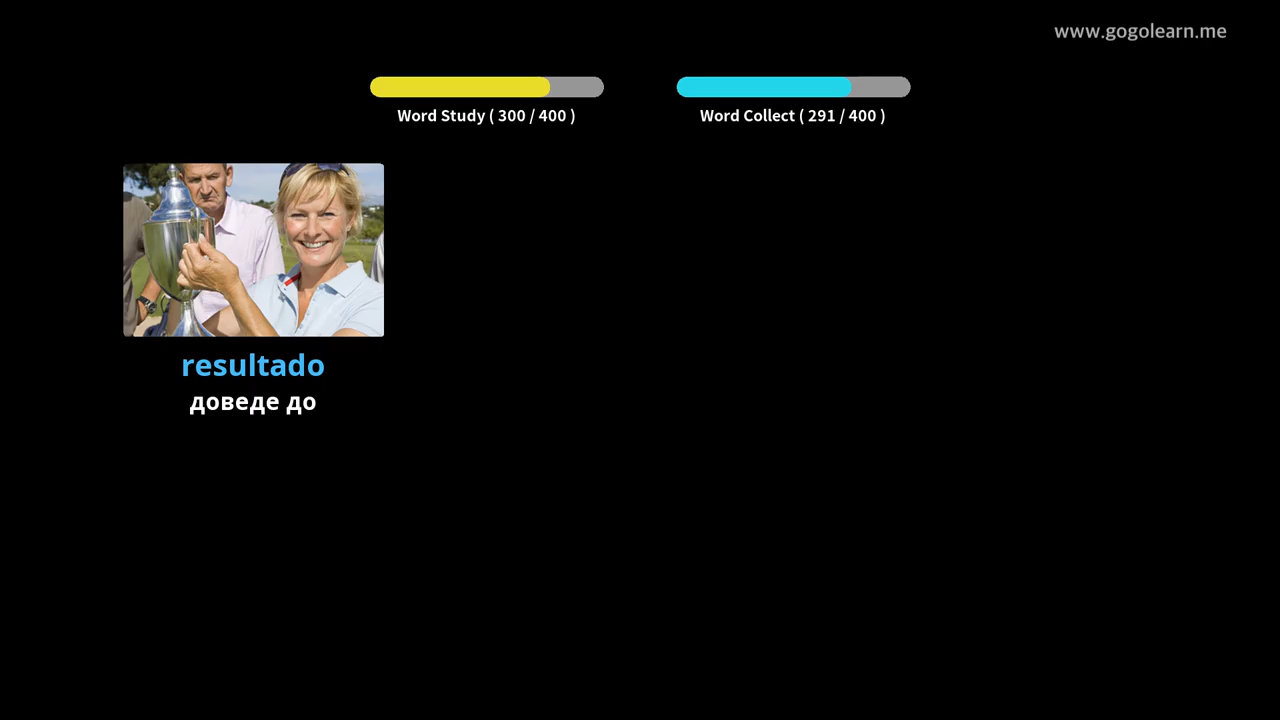 www.gogolearn.me
Word Study ( 300 / 400 )
Word Collect ( 291 / 400 )
resultado
доведе до